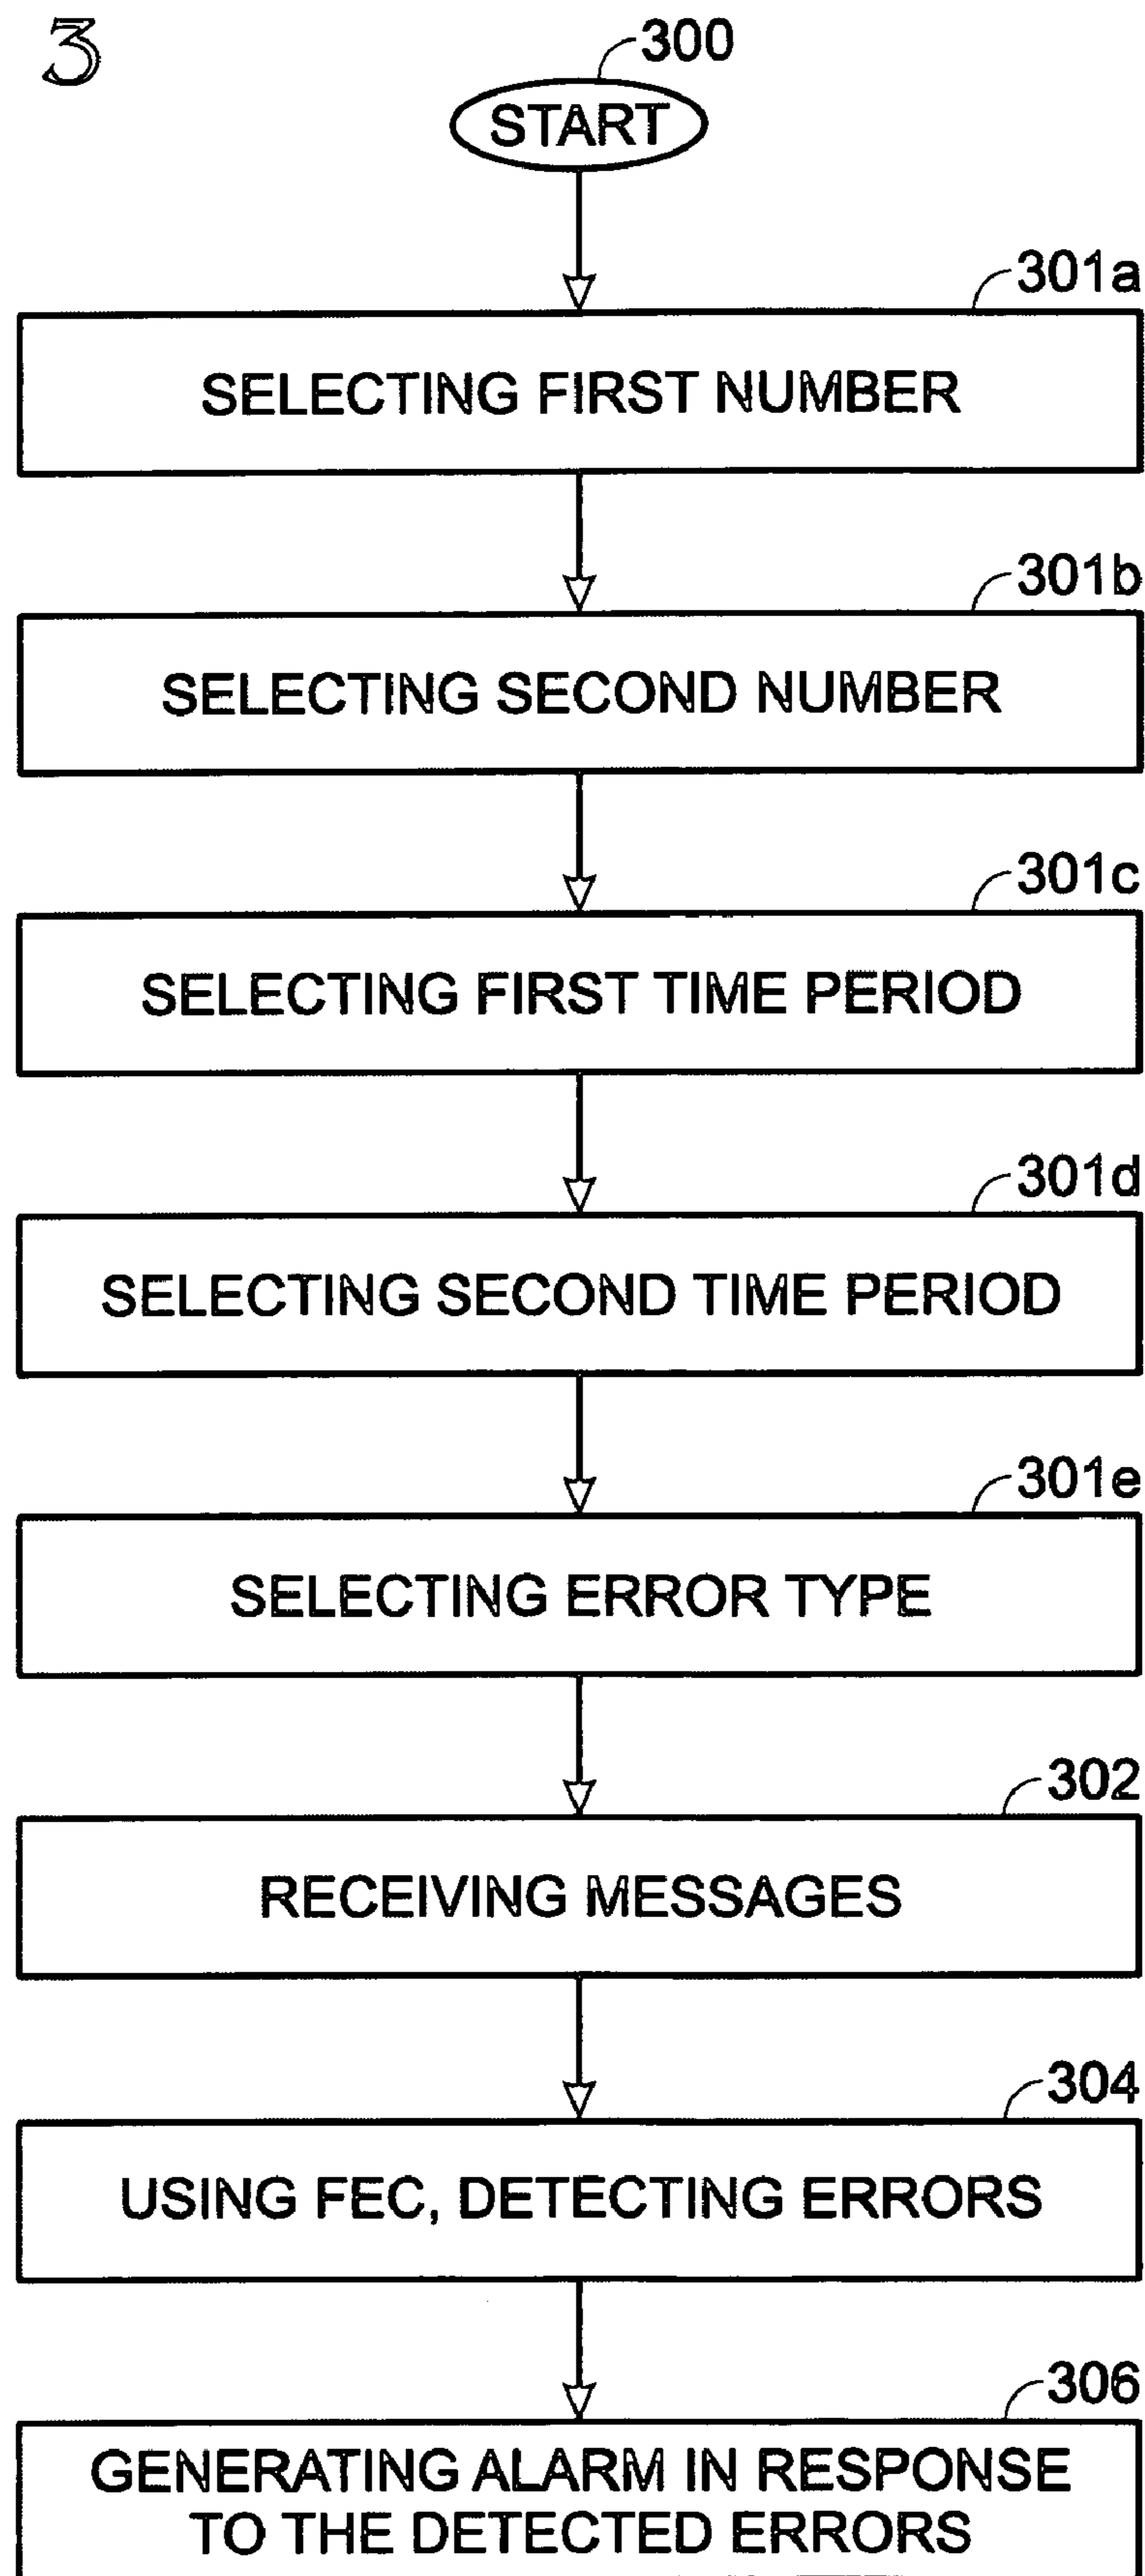 3
300
START
301a
SELECTING FIRST NUMBER
301b
SELECTING SECOND NUMBER
301c
SELECTING FIRST TIME PERIOD
301d
SELECTING SECOND TIME PERIOD
301e
SELECTING ERROR TYPE
302
RECEIVING MESSAGES
304
USING FEC, DETECTING ERRORS
306
GENERATING ALARM IN RESPONSE
TO THE DETECTED ERRORS